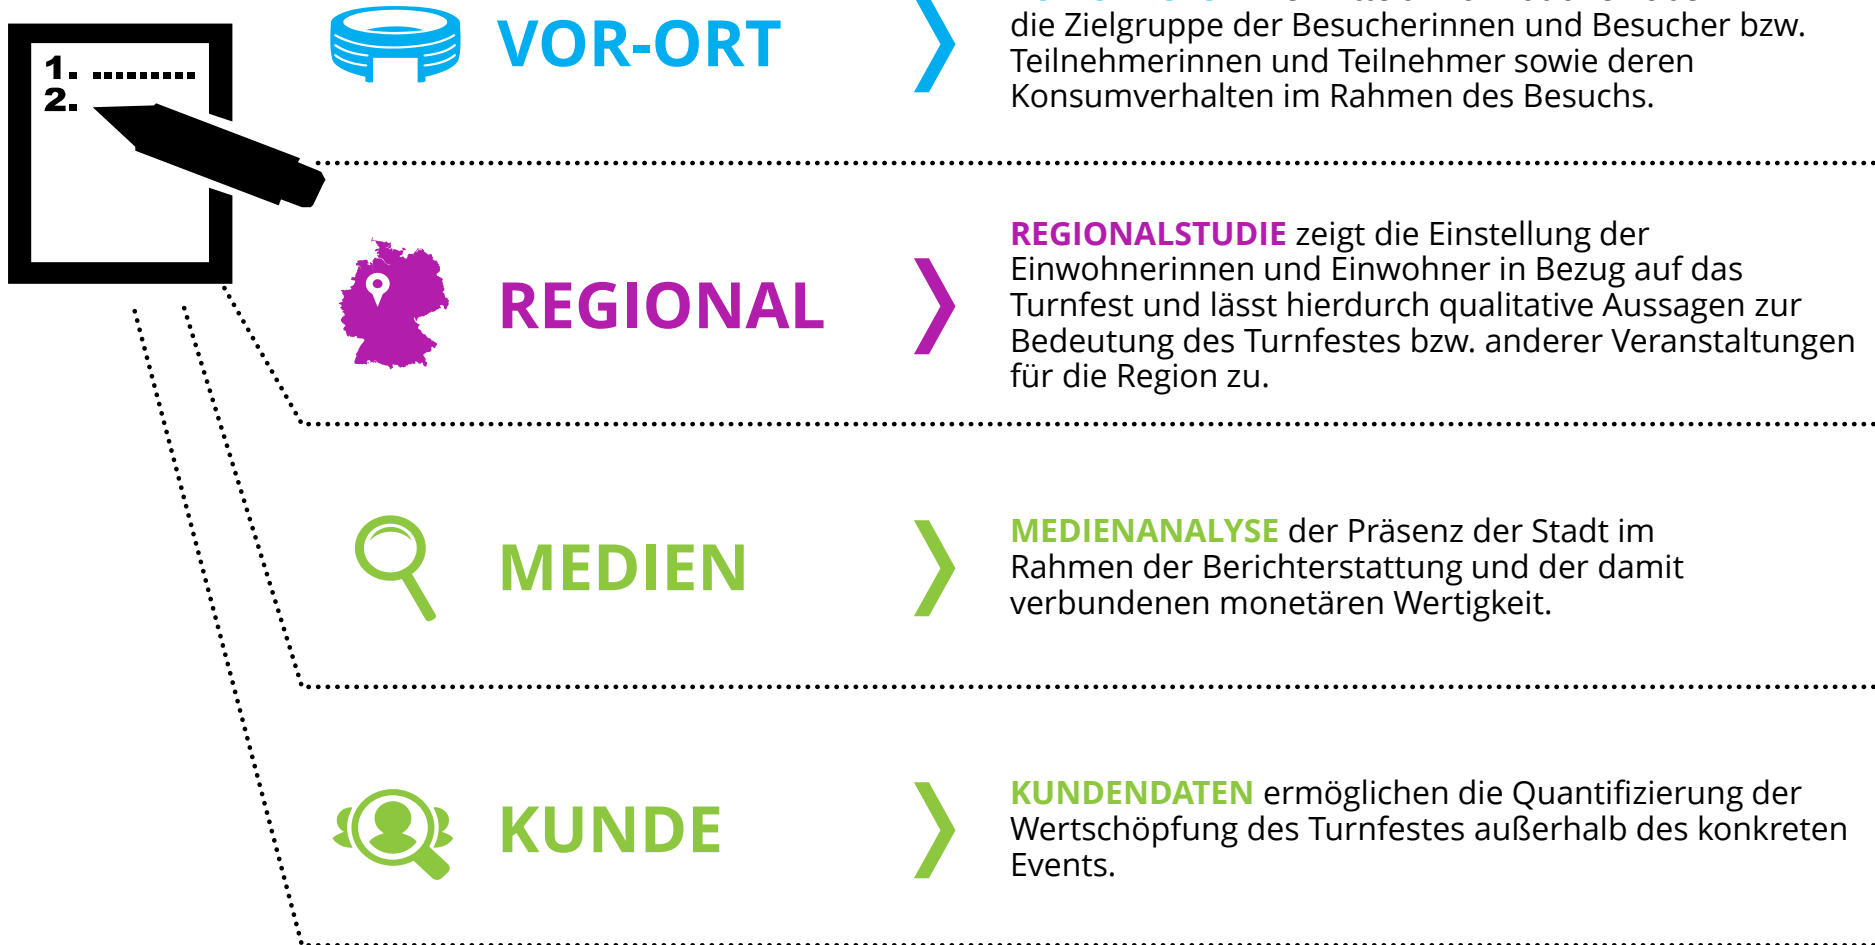 1. .........
2.
VOR-ORT
die Zielgruppe der Besucherinnen und Besucher bzw.
Teilnehmerinnen und Teilnehmer sowie deren
Konsumverhalten im Rahmen des Besuchs.
REGIONAL
REGIONALSTUDIE zeigt die Einstellung der
Einwohnerinnen und Einwohner in Bezug auf das
Turnfest und lässt hierdurch qualitative Aussagen zur
Bedeutung des Turnfestes bzw. anderer Veranstaltungen
für die Region zu.
MEDIEN
MEDIENANALYSE der Präsenz der Stadt im
Rahmen der Berichterstattung und der damit
verbundenen monetären Wertigkeit.
KUNDE
KUNDENDATEN ermöglichen die Quantifizierung der
Wertschöpfung des Turnfestes außerhalb des konkreten
Events.